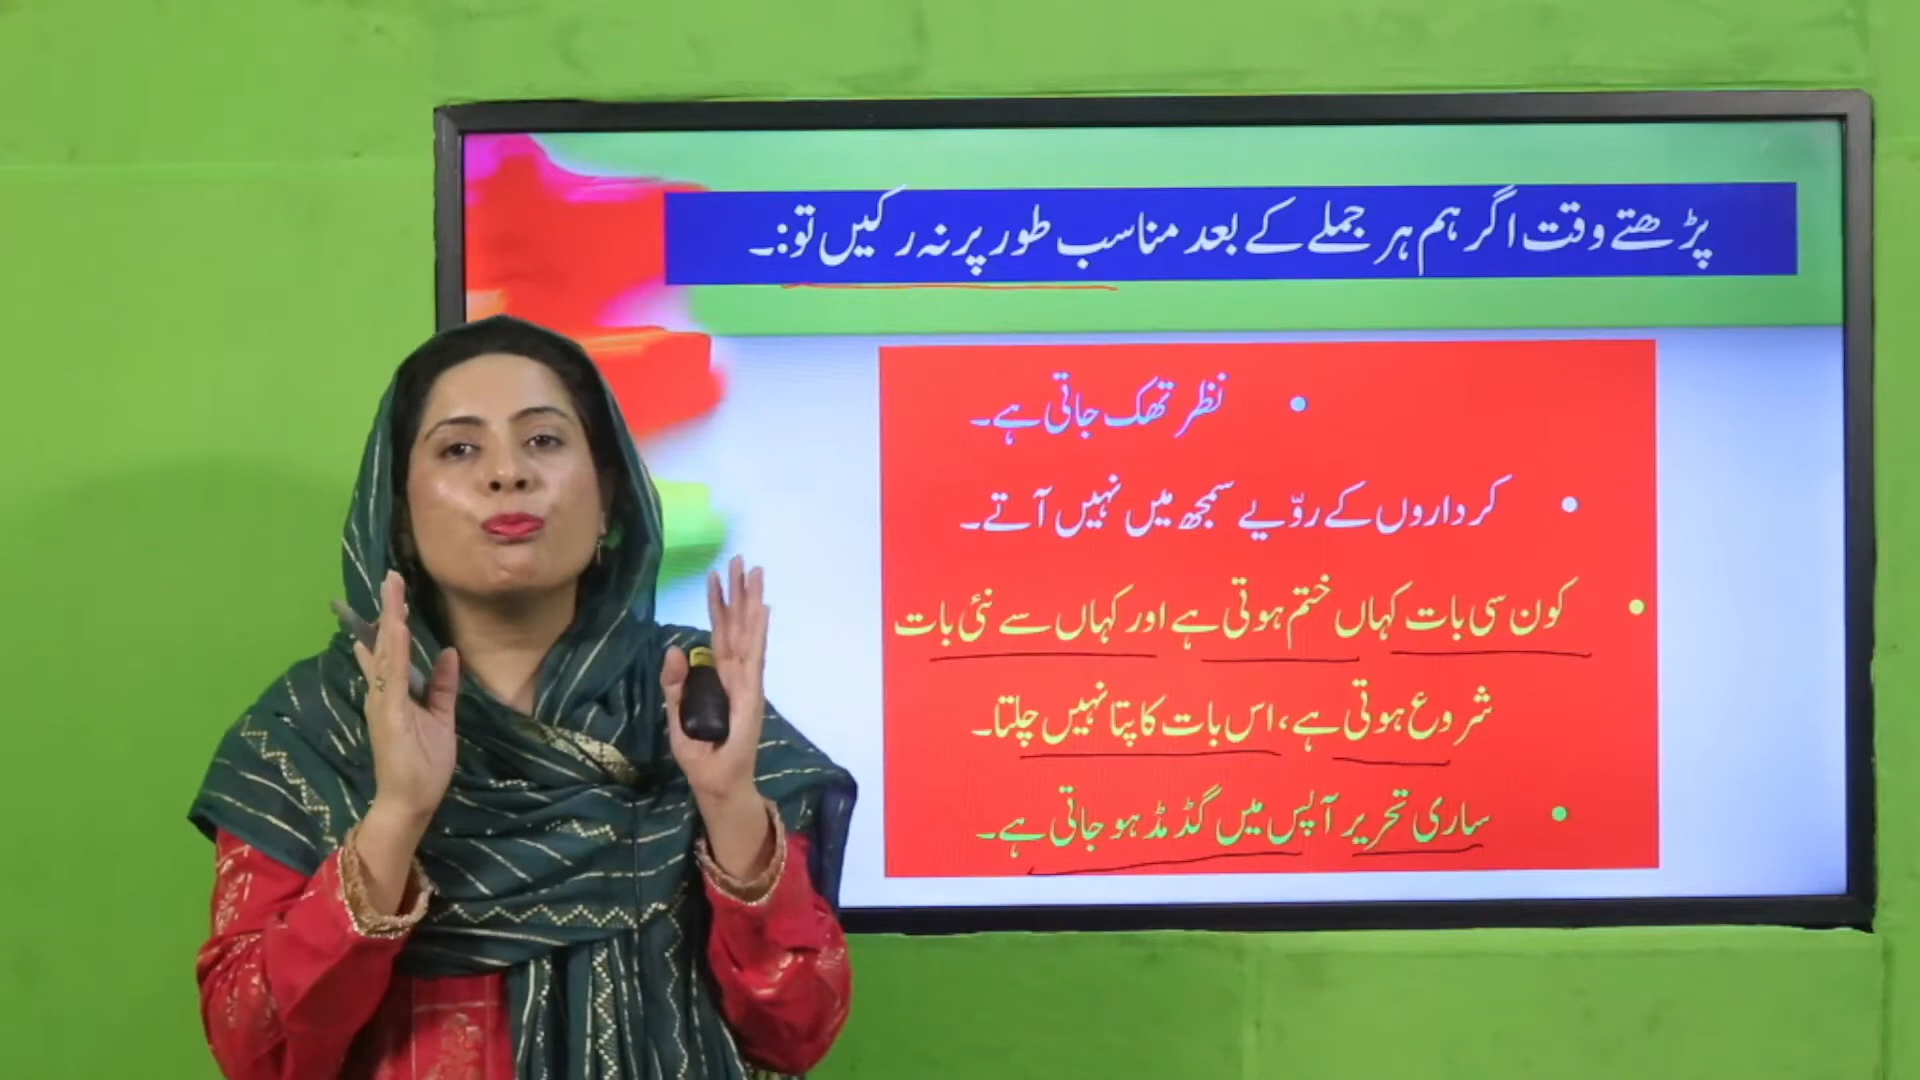 پڑھتے وقت اگر ہم ہر جملے کے بعد مناسب طور پر نہ رکیں تو:۔
• نظر تھک جاتی ہے۔
• کرداروں کے روّیے سمجھ میں نہیں آتے۔
• کون سی بات کہاں ختم ہوتی ہے اور کہاں سے نئی بات
شروع ہوتی ہے، اس بات کا پتا نہیں چلتا۔
• ساری تحریر آپس میں گڈ مڈ ہو جاتی ہے۔